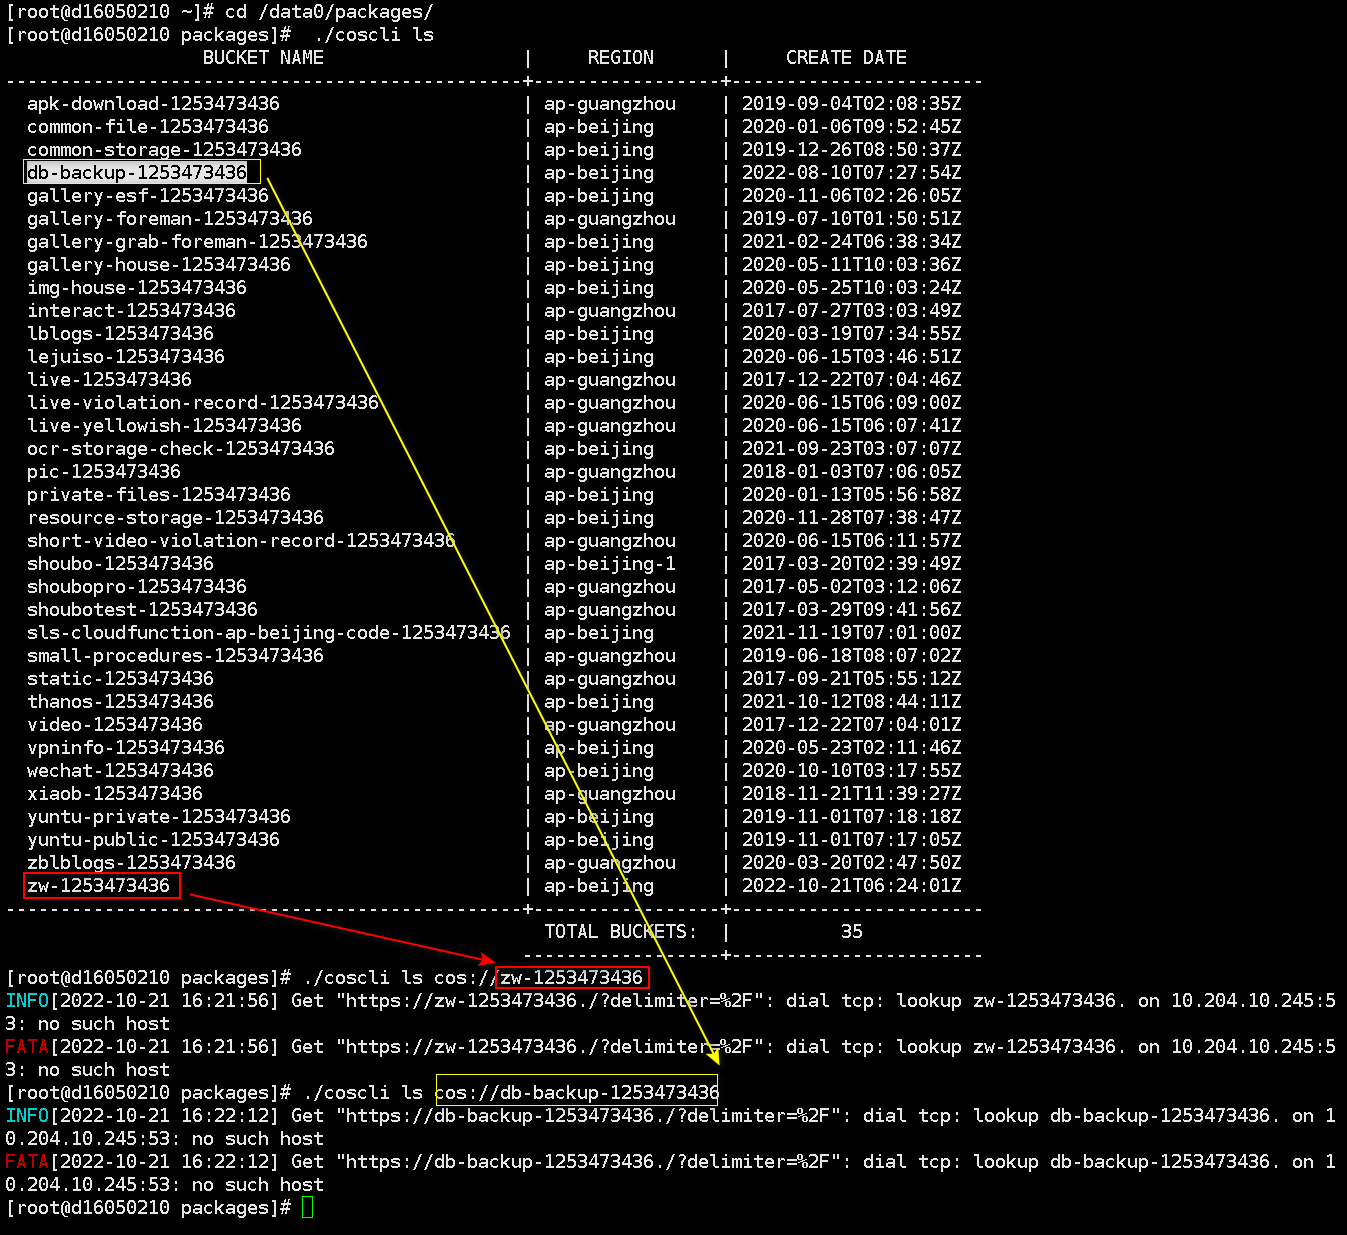 [root@d16050210 ~]# cd /data0/packages/
[root@d16050210 packages]#  ./coscli ls
BUCKET NAME | REGION | CREATE DATE
-----------------------------------------------+-----------------+-----------------------
apk-download-1253473436 | ap-guangzhou | 2019-09-04T02:08:35Z
common-file-1253473436 | ap-beijing | 2020-01-06T09:52:45Z
common-storage-1253473436 | ap-beijing | 2019-12-26T08:50:37Z
db-backup-1253473436 | ap-beijing | 2022-08-10T07:27:54Z
gallery-esf-1253473436 | ap-beijing | 2020-11-06T02:26:05Z
gallery-foreman-1253473436 | ap-guangzhou | 2019-07-10T01:50:51Z
gallery-grab-foreman-1253473436 | ap-beijing | 2021-02-24T06:38:34Z
gallery-house-1253473436 | ap-beijing | 2020-05-11T10:03:36Z
img-house-1253473436 | ap-beijing | 2020-05-25T10:03:24Z
interact-1253473436 | ap-guangzhou | 2017-07-27T03:03:49Z
lblogs-1253473436 | ap-beijing | 2020-03-19T07:34:55Z
lejuiso-1253473436 | ap-beijing | 2020-06-15T03:46:51Z
live-1253473436 | ap-guangzhou | 2017-12-22T07:04:46Z
live-violation-record-1253473436 | ap-guangzhou | 2020-06-15T06:09:00Z
live-yellowish-1253473436 | ap-guangzhou | 2020-06-15T06:07:41Z
ocr-storage-check-1253473436 | ap-beijing | 2021-09-23T03:07:07Z
pic-1253473436 | ap-guangzhou | 2018-01-03T07:06:05Z
private-files-1253473436 | ap-beijing | 2020-01-13T05:56:58Z
resource-storage-1253473436 | ap-beijing | 2020-11-28T07:38:47Z
short-video-violation-record-1253473436 | ap-guangzhou | 2020-06-15T06:11:57Z
shoubo-1253473436 | ap-beijing-1 | 2017-03-20T02:39:49Z
shoubopro-1253473436 | ap-guangzhou | 2017-05-02T03:12:06Z
shoubotest-1253473436 | ap-guangzhou | 2017-03-29T09:41:56Z
sls-cloudfunction-ap-beijing-code-1253473436 | ap-beijing | 2021-11-19T07:01:00Z
small-procedures-1253473436 | ap-guangzhou | 2019-06-18T08:07:02Z
static-1253473436 | ap-guangzhou | 2017-09-21T05:55:12Z
thanos-1253473436 | ap-beijing | 2021-10-12T08:44:11Z
video-1253473436 | ap-guangzhou | 2017-12-22T07:04:01Z
vpninfo-1253473436 | ap-beijing | 2020-05-23T02:11:46Z
wechat-1253473436 | ap-beijing | 2020-10-10T03:17:55Z
xiaob-1253473436 | ap-guangzhou | 2018-11-21T11:39:27Z
yuntu-private-1253473436 | ap-beijing | 2019-11-01T07:18:18Z
yuntu-public-1253473436 | ap-beijing | 2019-11-01T07:17:05Z
zblblogs-1253473436 | ap-guangzhou | 2020-03-20T02:47:50Z
zw-1253473436 | ap-beijing | 2022-10-21T06:24:01Z
-----------------------------------------------+-----------------+-----------------------
TOTAL BUCKETS: | 35
------------------+-----------------------
[root@d16050210 packages]# ./coscli ls cos://zw-1253473436
INFO[2022-10-21 16:21:56] Get "https://zw-1253473436./?delimiter=%2F": dial tcp: lookup zw-1253473436. on 10.204.10.245:5
3: no such host
FATA[2022-10-21 16:21:56] Get "https://zw-1253473436./?delimiter=%2F": dial tcp: lookup zw-1253473436. on 10.204.10.245:5
3: no such host
[root@d16050210 packages]# ./coscli ls cos://db-backup-1253473436
INFO[2022-10-21 16:22:12] Get "https://db-backup-1253473436./?delimiter=%2F": dial tcp: lookup db-backup-1253473436. on 1
0.204.10.245:53: no such host
FATA[2022-10-21 16:22:12] Get "https://db-backup-1253473436./?delimiter=%2F": dial tcp: lookup db-backup-1253473436. on 1
0.204.10.245:53: no such host
[root@d16050210 packages]#